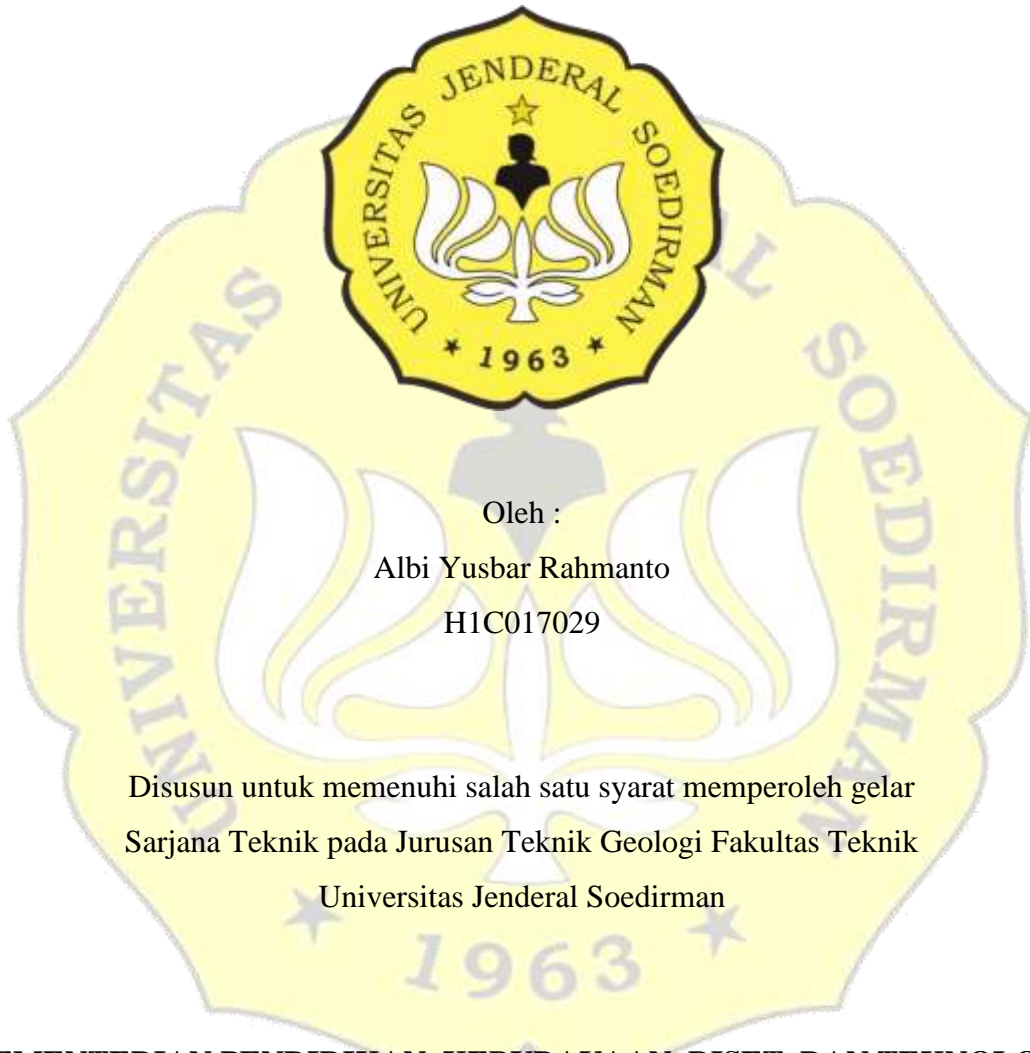 UNIVERSITAS JENDERAL SOEDIRMAN
★ 1963 ★
Oleh :
Albi Yusbar Rahmanto
H1C017029
Disusun untuk memenuhi salah satu syarat memperoleh gelar
Sarjana Teknik pada Jurusan Teknik Geologi Fakultas Teknik
Universitas Jenderal Soedirman
1963